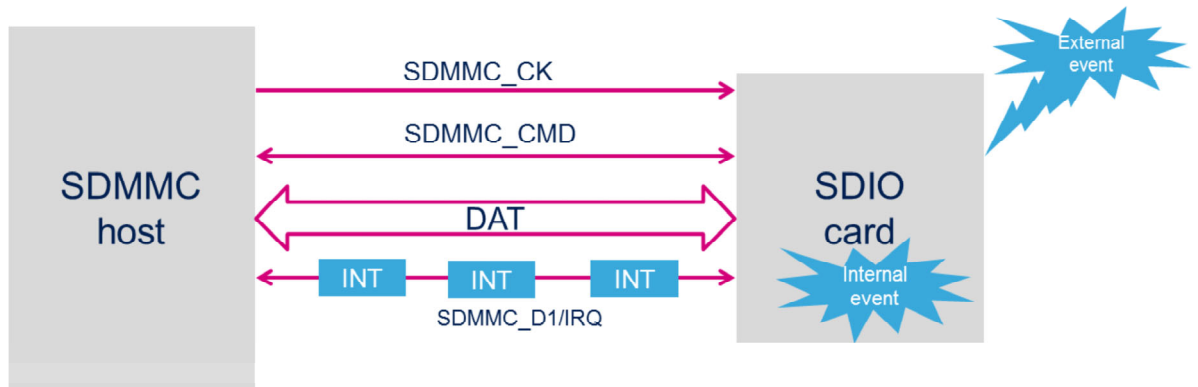 External
event
SDMMC_CK
SDMMC_CMD
SDMMC
host
DAT
SDIO
card
INT
INT
INT
Internal
event
SDMMC_D1/IRQ